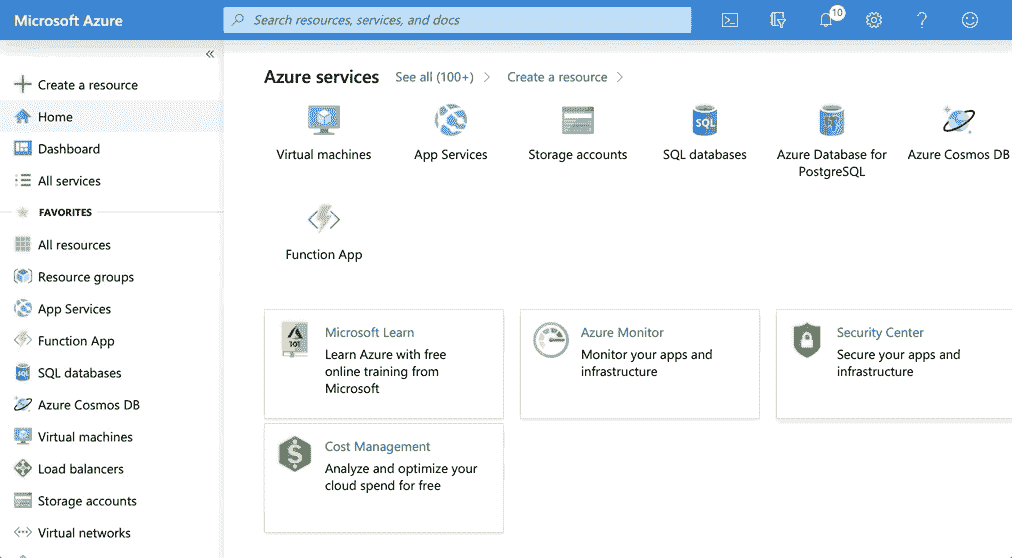 Microsoft Azure
Search resources, services, and docs
10
«
Create a resource
Home
Dashboard
All services
FAVORITES
All resources
Resource groups
App Services
Function App
SQL databases
Azure Cosmos DB
Virtual machines
Load balancers
Storage accounts
Virtual networks
Azure services See all (100+) Create a resource
Virtual machines
App Services
Storage accounts
SQL
SQL databases
Azure Database for
PostgreSQL
Azure Cosmos DB
Function App
Microsoft Learn
Learn Azure with free
online training from
Microsoft
Azure Monitor
Monitor your apps and
infrastructure
Security Center
Secure your apps and
infrastructure
Cost Management
Analyze and optimize your
cloud spend for free